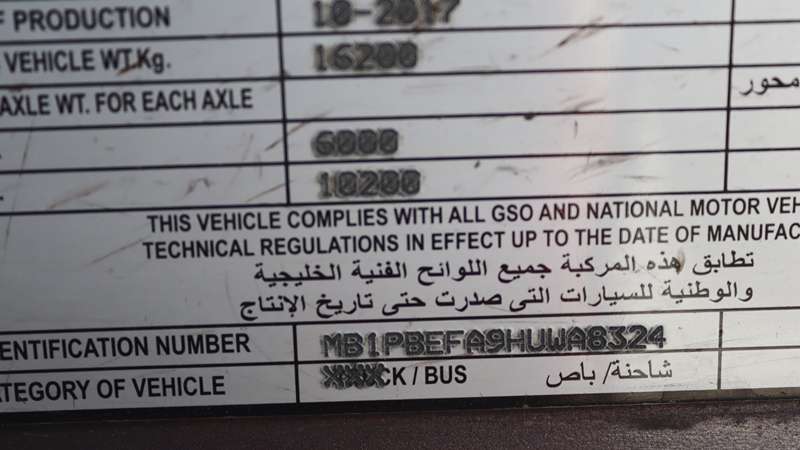 F PRODUCTION 10-2017
VEHICLE WT.Kg. 16200
AXLE WT. FOR EACH AXLE محور
6000
10200
THIS VEHICLE COMPLIES WITH ALL GSO AND NATIONAL MOTOR VEH
TECHNICAL REGULATIONS IN EFFECT UP TO THE DATE OF MANUFAC
تطابق هذه المركبة جميع اللوائح الفنية الخليجية
والوطنية للسيارات التى صدرت حتى تاريخ الإنتاج
ENTIFICATION NUMBER MB1PBEFA9HUWA8324
ATEGORY OF VEHICLE XXXCK / BUS شاحنة/ باص